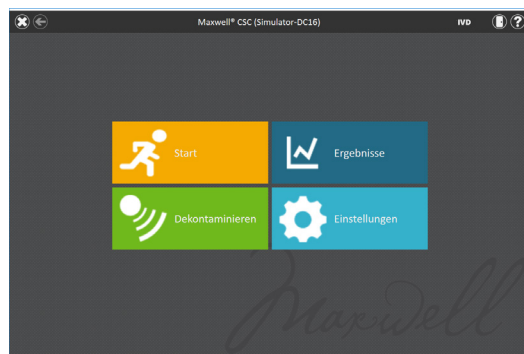 Maxwell® CSC (Simulator-DC16)
IVD
?
Start
Ergebnisse
Dekontaminieren
Einstellungen
Maxwell